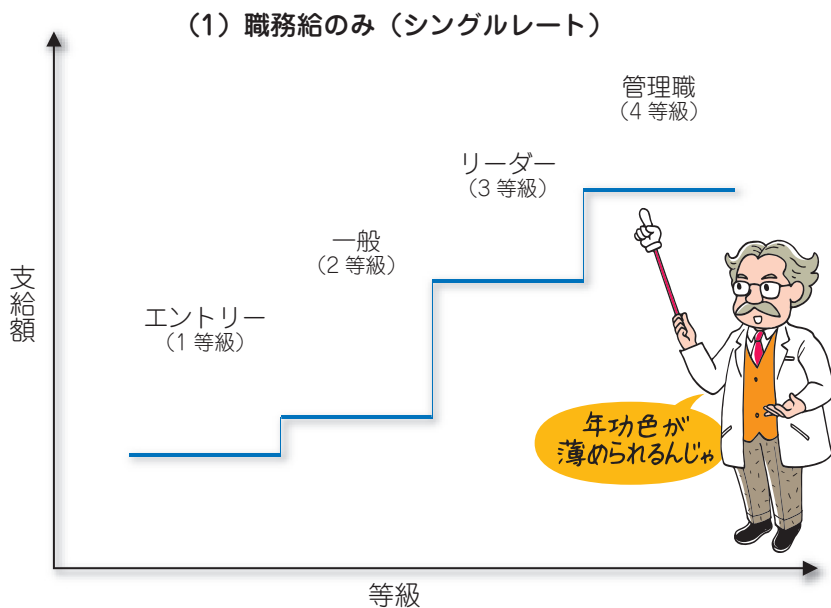 （1）職務給のみ（シングルレート）
管理職
（4 等級）
リーダー
（3 等級）
一般
（2 等級）
エントリー
（1 等級）
支給額
年功色が
薄められるんじゃ
等級